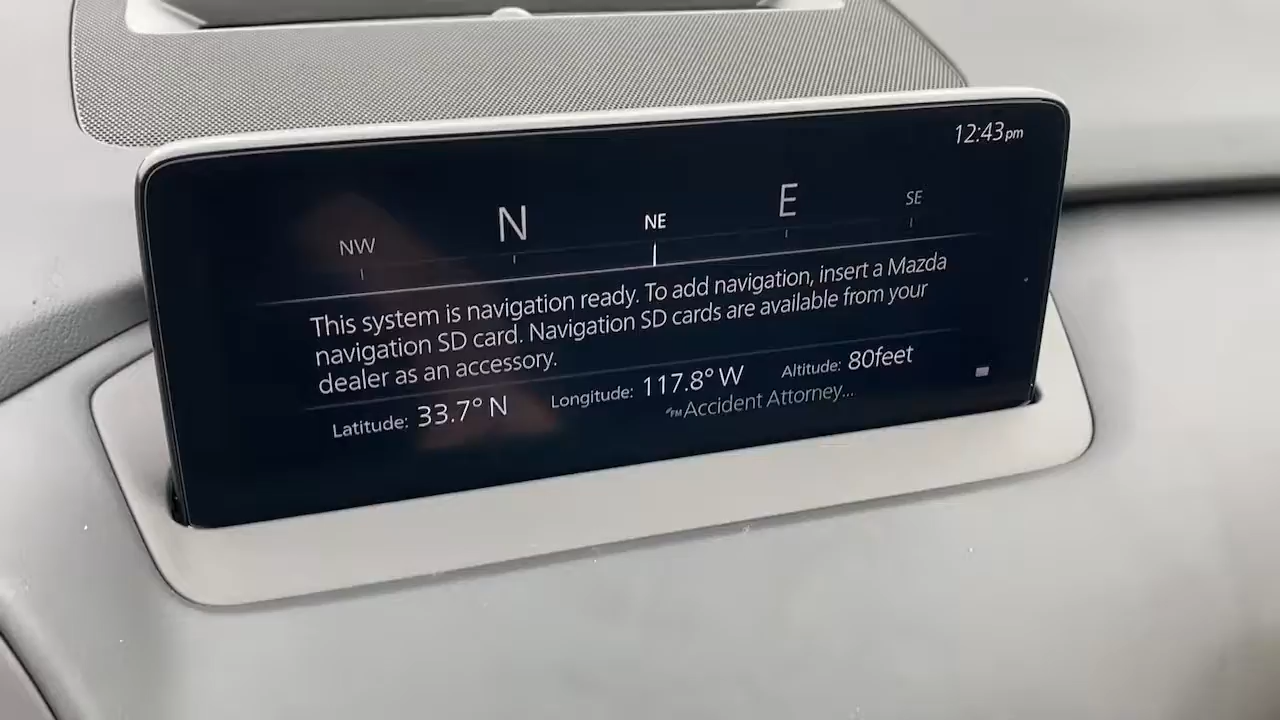 12:43pm
NW N NE E SE
This system is navigation ready. To add navigation, insert a Mazda
navigation SD card. Navigation SD cards are available from your
dealer as an accessory.
Latitude: 33.7° N Longitude: 117.8° W Altitude: 80feet
FM Accident Attorney...